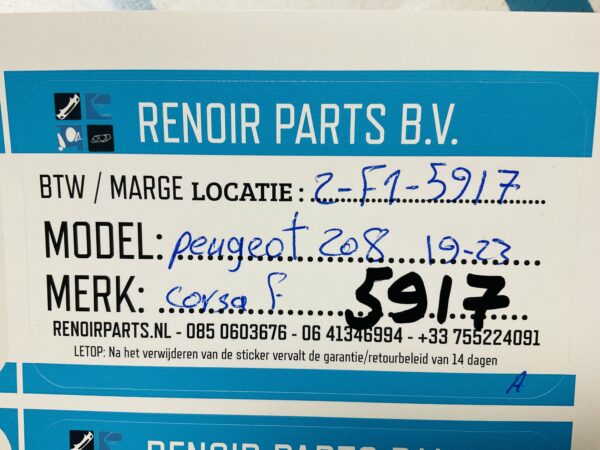 RENOIR PARTS B.V.
BTW / MARGE LOCATIE: 2-F1-5917
MODEL: peugeot 208 19-23
MERK: corsa F 5917
RENOIRPARTS.NL - 085 0603676 - 06 41346994 - +33 755224091
LETOP: Na het verwijderen van de sticker vervalt de garantie/retourbeleid van 14 dagen
A
RENOIR PARTS B.V.